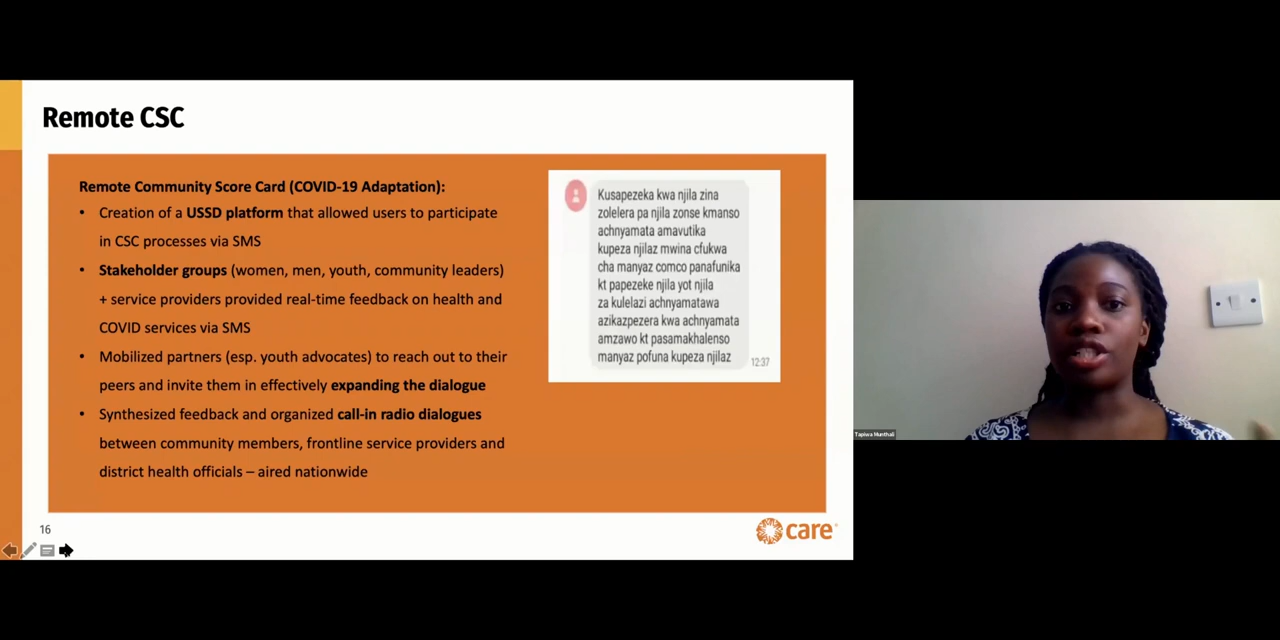 Remote CSC
Remote Community Score Card (COVID-19 Adaptation):
• Creation of a USSD platform that allowed users to participate
in CSC processes via SMS
• Stakeholder groups (women, men, youth, community leaders)
+ service providers provided real-time feedback on health and
COVID services via SMS
• Mobilized partners (esp. youth advocates) to reach out to their
peers and invite them in effectively expanding the dialogue
• Synthesized feedback and organized call-in radio dialogues
between community members, frontline service providers and
district health officials – aired nationwide
Kusapezeka kwa njila zina
zolelera pa njila zonse kmanso
achnyamata amavutika
kupeza njilaz mwina cfukwa
cha manyaz comco panafunika
kt papezeke njila yot njila
za kulelazi achnyamatawa
azikazpezera kwa achnyamata
amzawo kt pasamakhalenso
manyaz pofuna kupeza njilaz
12:37
16
care
Tapiwa Munthali